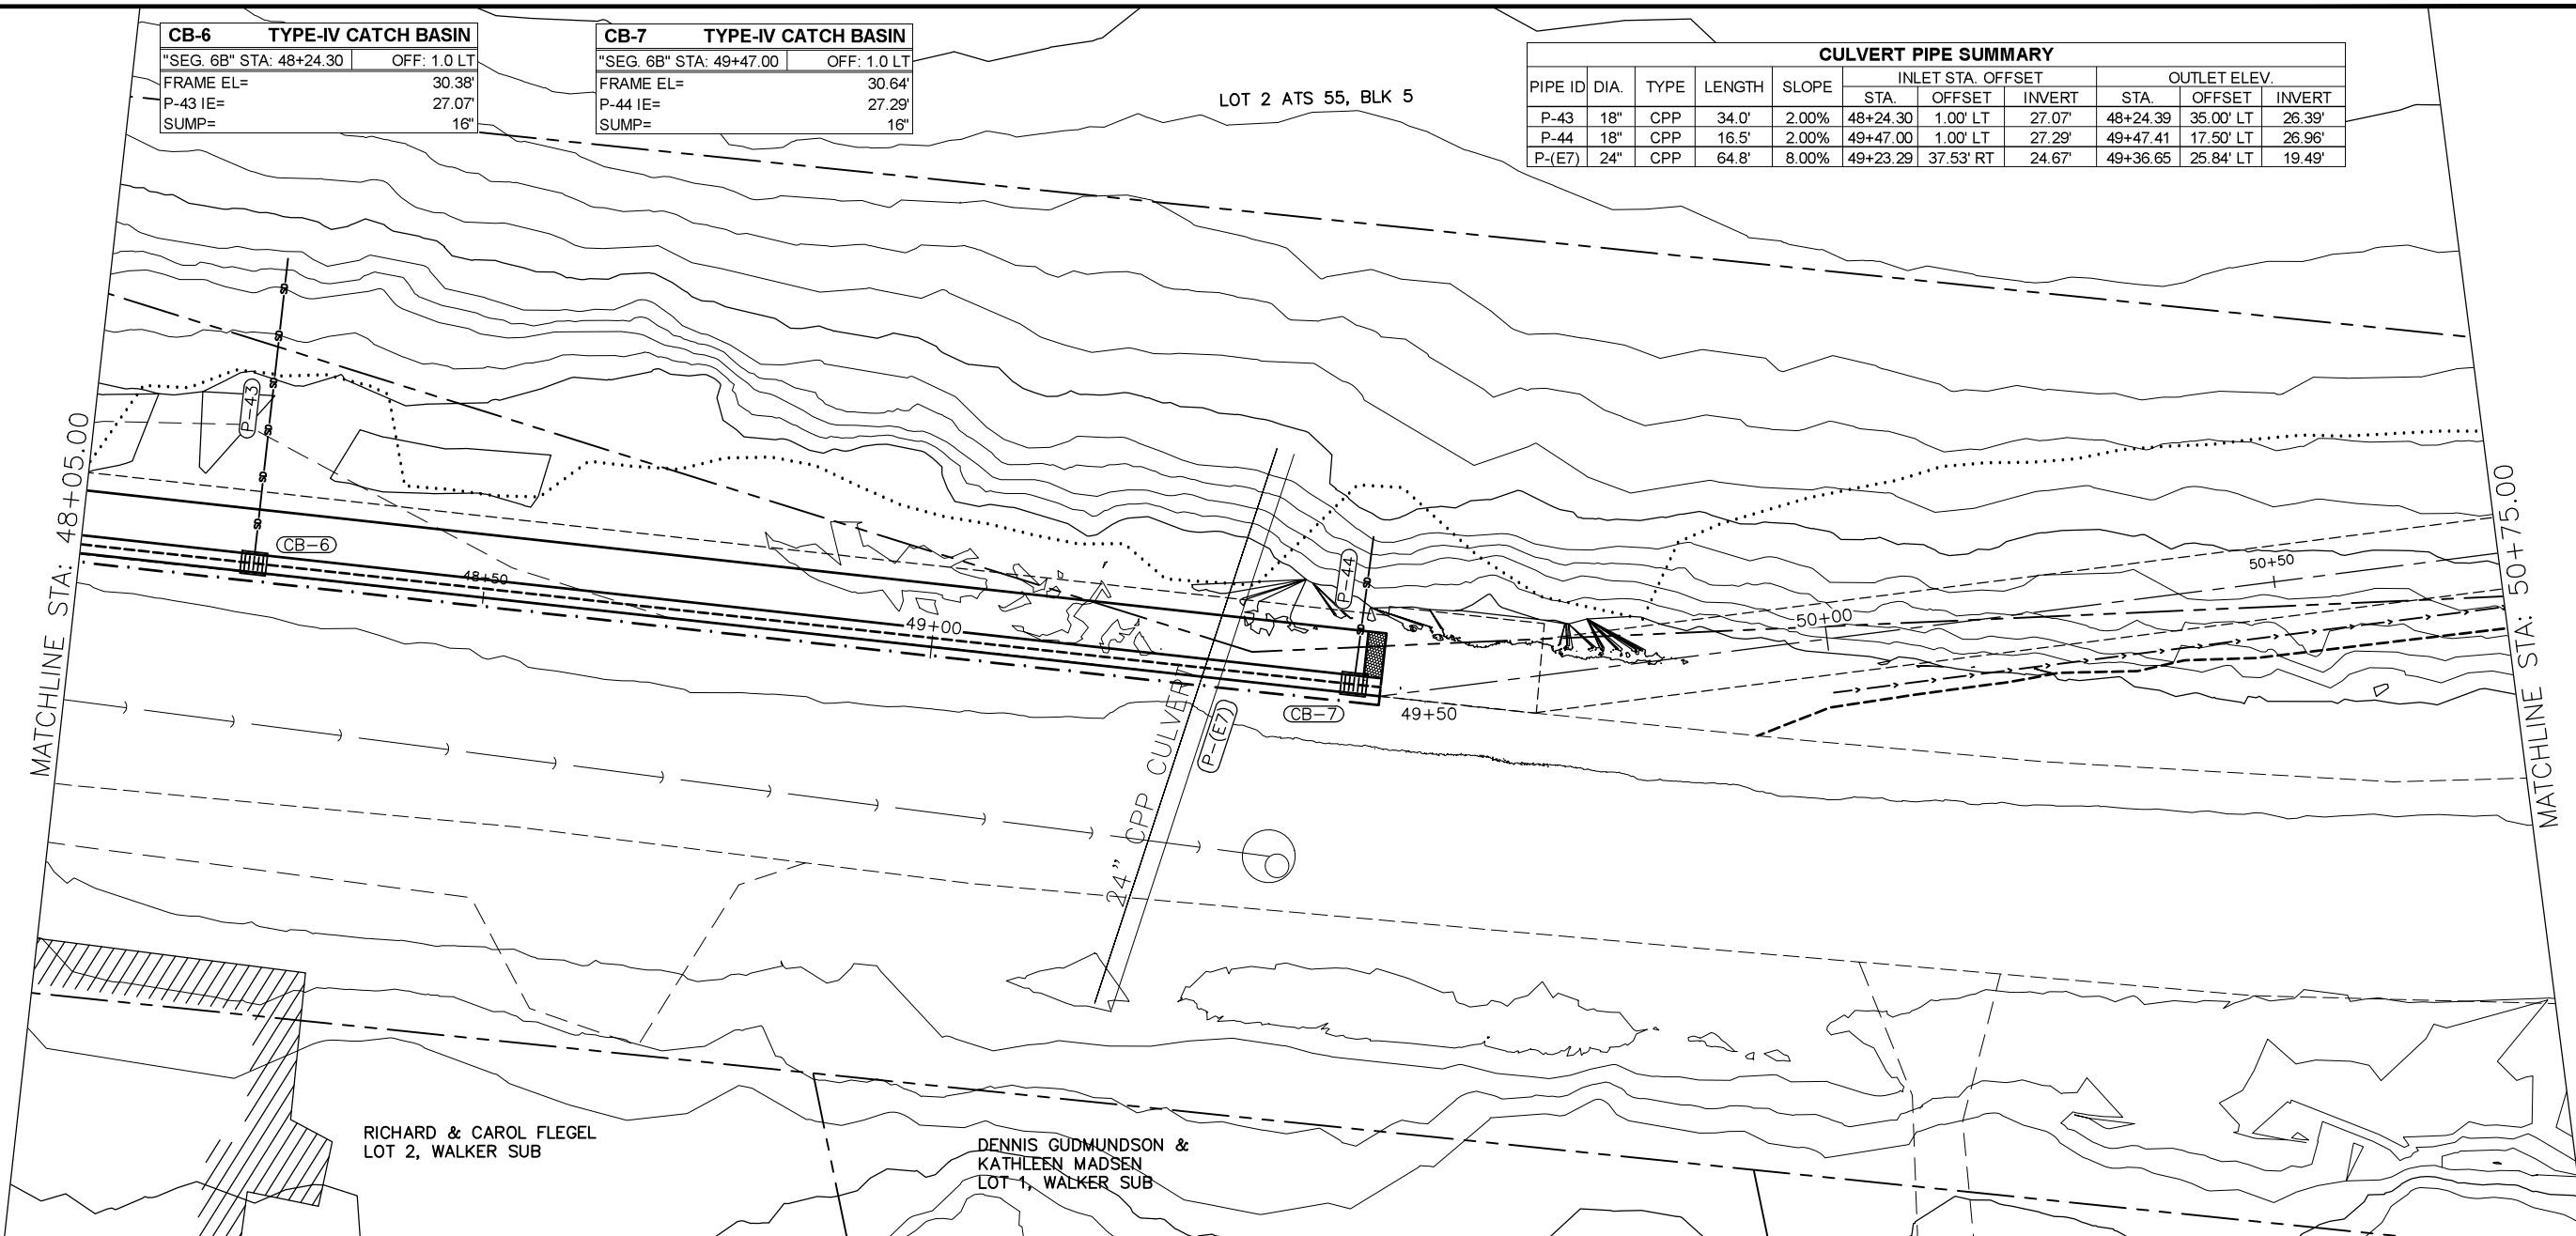 CB-6 TYPE-IV CATCH BASIN
"SEG. 6B" STA: 48+24.30 OFF: 1.0 LT
FRAME EL= 30.38'
P-43 IE= 27.07'
SUMP= 16"
CB-7 TYPE-IV CATCH BASIN
"SEG. 6B" STA: 49+47.00 OFF: 1.0 LT
FRAME EL= 30.64'
P-44 IE= 27.29'
SUMP= 16"
LOT 2 ATS 55, BLK 5
CULVERT PIPE SUMMARY
PIPE ID DIA. TYPE LENGTH SLOPE INLET STA. OFFSET OUTLET ELEV.
STA. OFFSET INVERT STA. OFFSET INVERT
P-43 18" CPP 34.0' 2.00% 48+24.30 1.00' LT 27.07' 48+24.39 35.00' LT 26.39'
P-44 18" CPP 16.5' 2.00% 49+47.00 1.00' LT 27.29' 49+47.41 17.50' LT 26.96'
P-(E7) 24" CPP 64.8' 8.00% 49+23.29 37.53' RT 24.67' 49+36.65 25.84' LT 19.49'
MATCHLINE STA: 48+05.00
SD
SD
SD
P-43
SD
SD
SD
CB-6
48+50
49+00
24" CPP CULVERT
P-(E7)
P-44
SD
SD
CB-7
49+50
50+00
50+50
MATCHLINE STA: 50+75.00
RICHARD & CAROL FLEGEL
LOT 2, WALKER SUB
DENNIS GUDMUNDSON &
KATHLEEN MADSEN
LOT 1, WALKER SUB